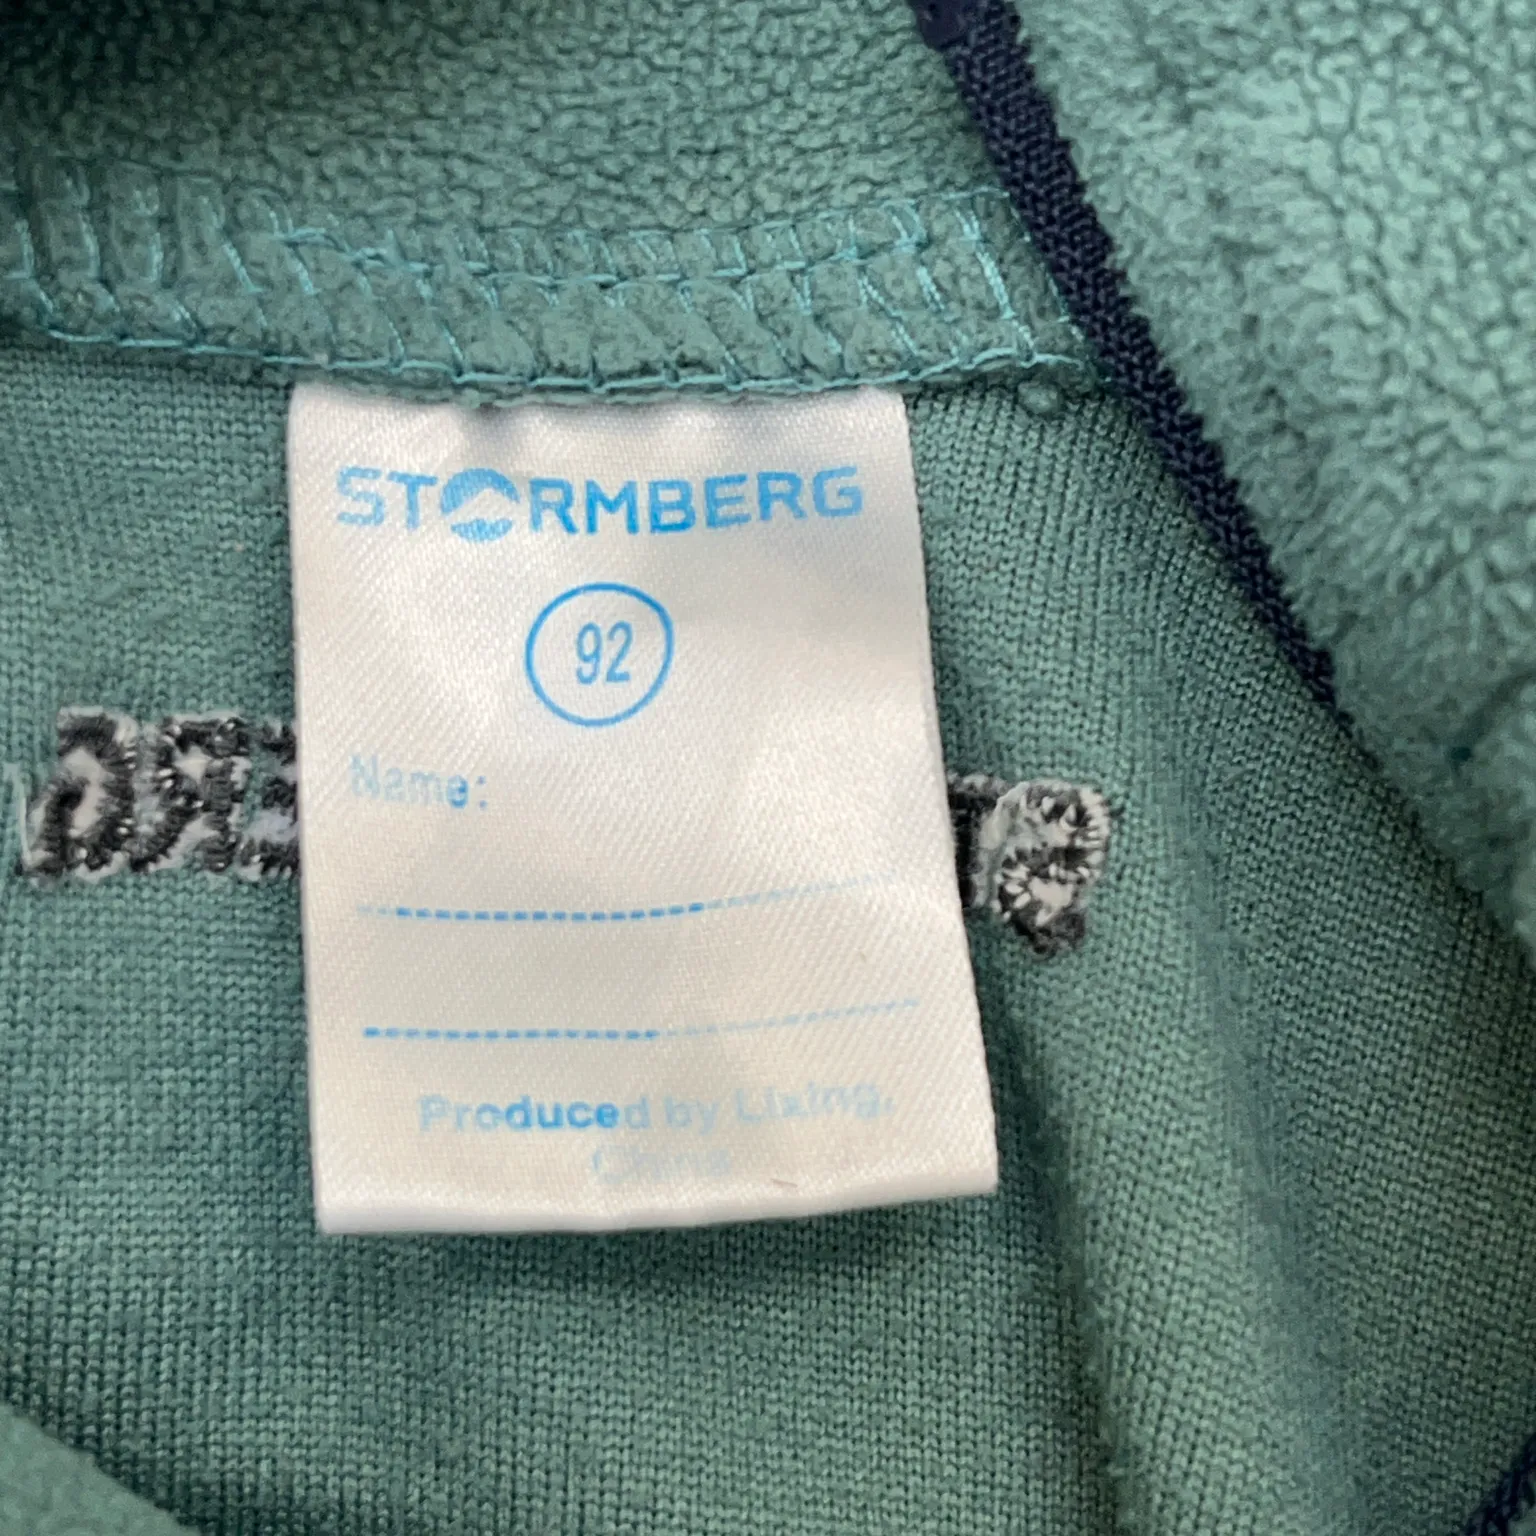 STORMBERG
92
Name:
Produced by Lixing,
China